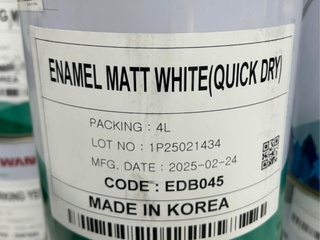 ENAMEL MATT WHITE(QUICK DRY)
PACKING : 4L
LOT NO : 1P25021434
MFG. DATE : 2025-02-24
CODE : EDB045
MADE IN KOREA
WAN